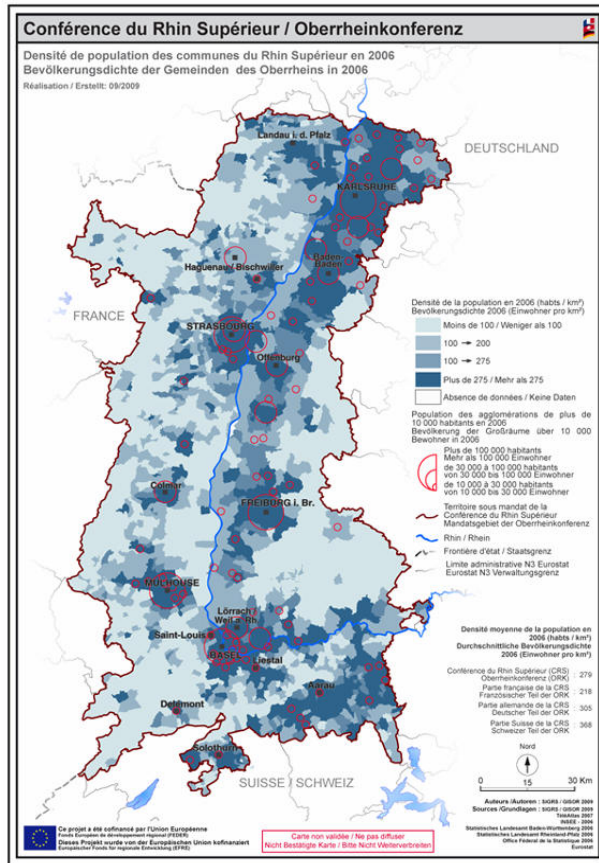 Conférence du Rhin Supérieur / Oberrheinkonferenz
Densité de population des communes du Rhin Supérieur en 2006
Bevölkerungsdichte der Gemeinden des Oberrheins in 2006
Réalisation / Erstellt: 09/2009
Landau i. d. Pfalz
DEUTSCHLAND
KARLSRUHE
Baden-
Baden
Haguenau / Bischwiller
FRANCE
STRASBOURG
Offenburg
Colmar
FREIBURG i. Br.
MULHOUSE
Lörrach
Weil a. Rh.
Saint-Louis
BASEL
Liestal
Aarau
Delémont
Solothurn
SUISSE / SCHWEIZ
Densité de la population en 2006 (habts / km²)
Bevölkerungsdichte 2006 (Einwohner pro km²)
Moins de 100 / Weniger als 100
100 → 200
100 → 275
Plus de 275 / Mehr als 275
Absence de données / Keine Daten
Population des agglomérations de plus de
10 000 habitants en 2006
Bevölkerung der Großräume über 10 000
Bewohner in 2006
Plus de 100 000 habitants
Mehr als 100 000 Einwohner
de 30 000 à 100 000 habitants
von 30 000 bis 100 000 Einwohner
de 10 000 à 30 000 habitants
von 10 000 bis 30 000 Einwohner
Territoire sous mandat de la
Conférence du Rhin Supérieur
Mandatsgebiet der Oberrheinkonferenz
Rhin / Rhein
Frontière d'état / Staatsgrenz
Limite administrative N3 Eurostat
Eurostat N3 Verwaltungsgrenz
Densité moyenne de la population en
2006 (habts / km²)
Durchschnittliche Bevölkerungsdichte
2006 (Einwohner pro km²)
Conférence du Rhin Supérieur (CRS) : 279
Oberrheinkonferenz (ORK)
Partie française de la CRS : 218
Französischer Teil der ORK
Partie allemande de la CRS : 305
Deutscher Teil der ORK
Partie Suisse de la CRS : 368
Schweizer Teil der ORK
Nord
0 15 30 Km
Auteurs /Autoren : SIGRS / GISOR 2009
Sources /Grundlagen : SIGRS / GISOR 2009
TéléAtlas 2007
INSEE - 2006
Statistisches Landesamt Baden-Württemberg 2006
Statistisches Landesamt Rheinland-Pfalz 2006
Office Fédéral de la Statistique 2006
Eurostat
Ce projet a été cofinancé par l'Union Européenne
Fonds Européen de développement régional (FEDER)
Dieses Projekt wurde von der Europäischen Union kofinanziert
Europäischer Fonds für regionale Entwicklung (EFRE)
Carte non validée / Ne pas diffuser
Nicht Bestätigte Karte / Bitte Nicht Weiterverbreiten